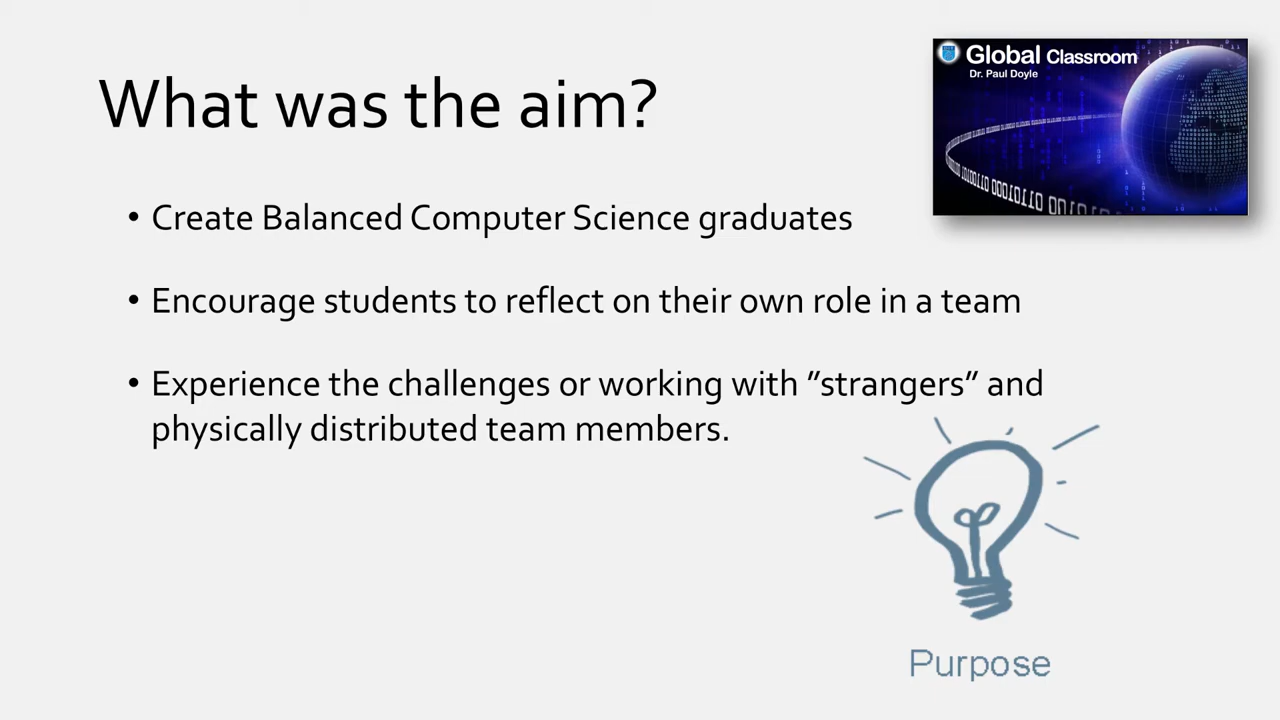 Global Classroom
Dr. Paul Doyle
What was the aim?
• Create Balanced Computer Science graduates
• Encourage students to reflect on their own role in a team
• Experience the challenges or working with ”strangers” and
physically distributed team members.
Purpose